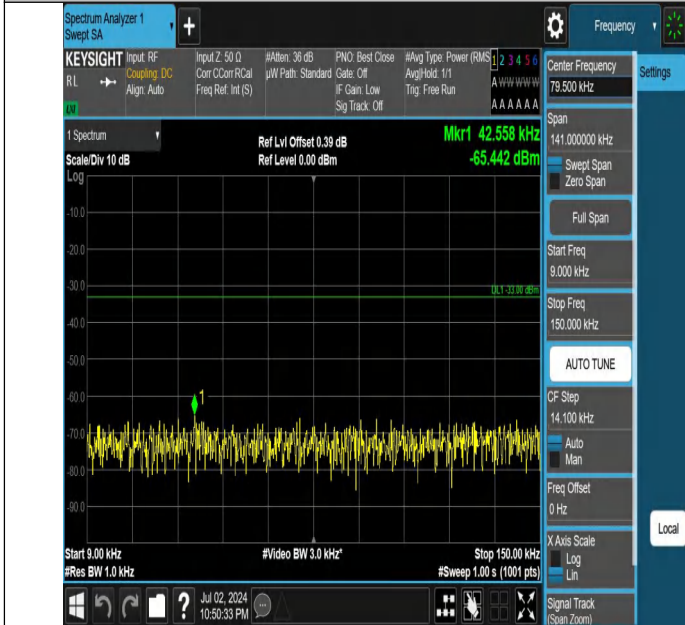 Spectrum Analyzer 1
Swept SA
+
Frequency
KEYSIGHT
RL
Input: RF
Coupling: DC
Align: Auto
Input Z: 50 Ω
Corr CCorr RCal
Freq Ref: Int (S)
#Atten: 36 dB
µW Path: Standard
PNO: Best Close
Gate: Off
IF Gain: Low
Sig Track: Off
#Avg Type: Power (RMS
Avg|Hold: 1/1
Trig: Free Run
1 2 3 4 5 6
A W W W W W
A A A A A A
1 Spectrum
Scale/Div 10 dB
Log
Ref Lvl Offset 0.39 dB
Ref Level 0.00 dBm
Mkr1 42.558 kHz
-65.442 dBm
-10.0
-20.0
-30.0
DL1 -33.00 dBm
-40.0
-50.0
-60.0
1
-70.0
-80.0
-90.0
Start 9.00 kHz
#Video BW 3.0 kHz*
Stop 150.00 kHz
#Res BW 1.0 kHz
#Sweep 1.00 s (1001 pts)
?
Jul 02, 2024
10:50:33 PM
Center Frequency
79.500 kHz
Settings
Span
141.000000 kHz
Swept Span
Zero Span
Full Span
Start Freq
9.000 kHz
Stop Freq
150.000 kHz
AUTO TUNE
CF Step
14.100 kHz
Auto
Man
Freq Offset
0 Hz
Local
X Axis Scale
Log
Lin
Signal Track
(Span Zoom)